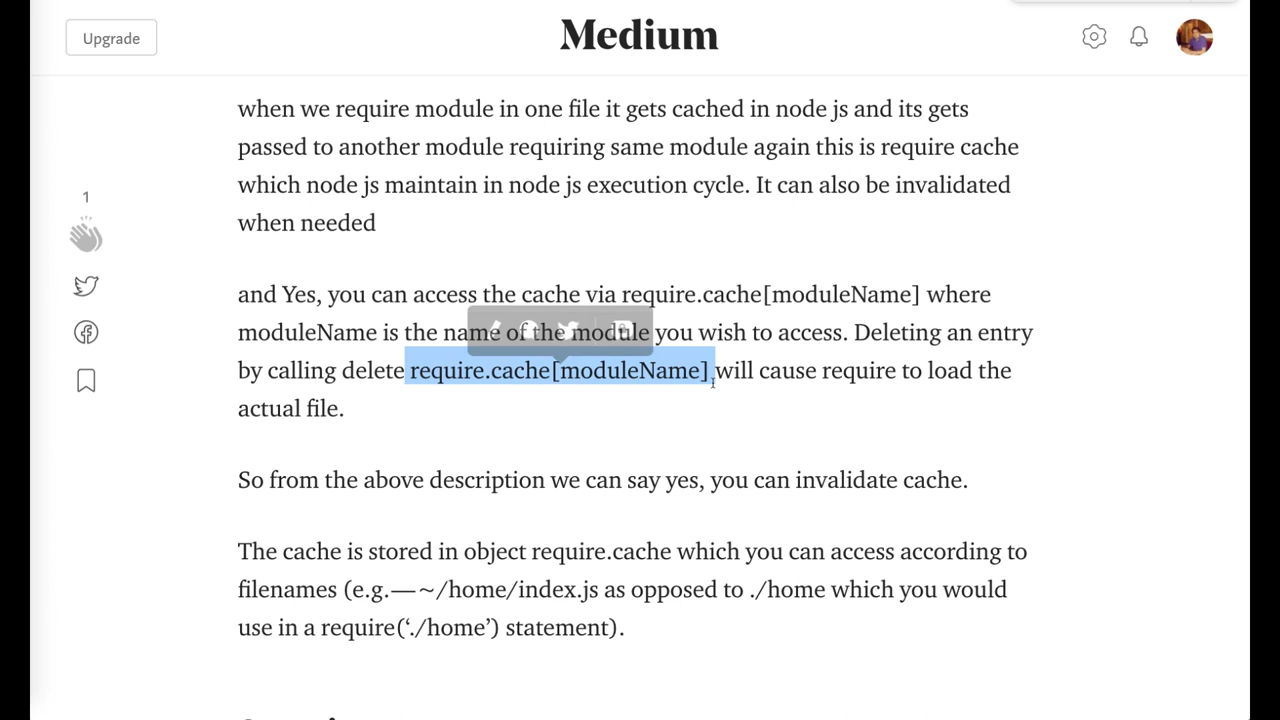 Upgrade
Medium
when we require module in one file it gets cached in node js and its gets
passed to another module requiring same module again this is require cache
which node js maintain in node js execution cycle. It can also be invalidated
when needed
1
and Yes, you can access the cache via require.cache[moduleName] where
moduleName is the name of the module you wish to access. Deleting an entry
by calling delete require.cache[moduleName] will cause require to load the
actual file.
So from the above description we can say yes, you can invalidate cache.
The cache is stored in object require.cache which you can access according to
filenames (e.g.—~/home/index.js as opposed to ./home which you would
use in a require(‘./home’) statement).